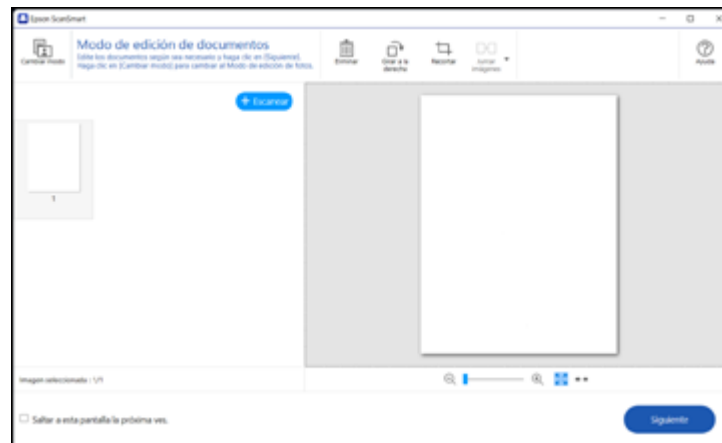 Epson ScanSmart
Cambiar modo
Modo de edición de documentos
Edite los documentos según sea necesario y haga clic en [Siguiente].
Haga clic en [Cambiar modo] para cambiar al Modo de edición de fotos.
Eliminar
Girar a la
derecha
Recortar
Juntar
imágenes
Ayuda
+ Escanear
1
Imagen seleccionada : 1/1
Saltar a esta pantalla la próxima ves.
Siguiente